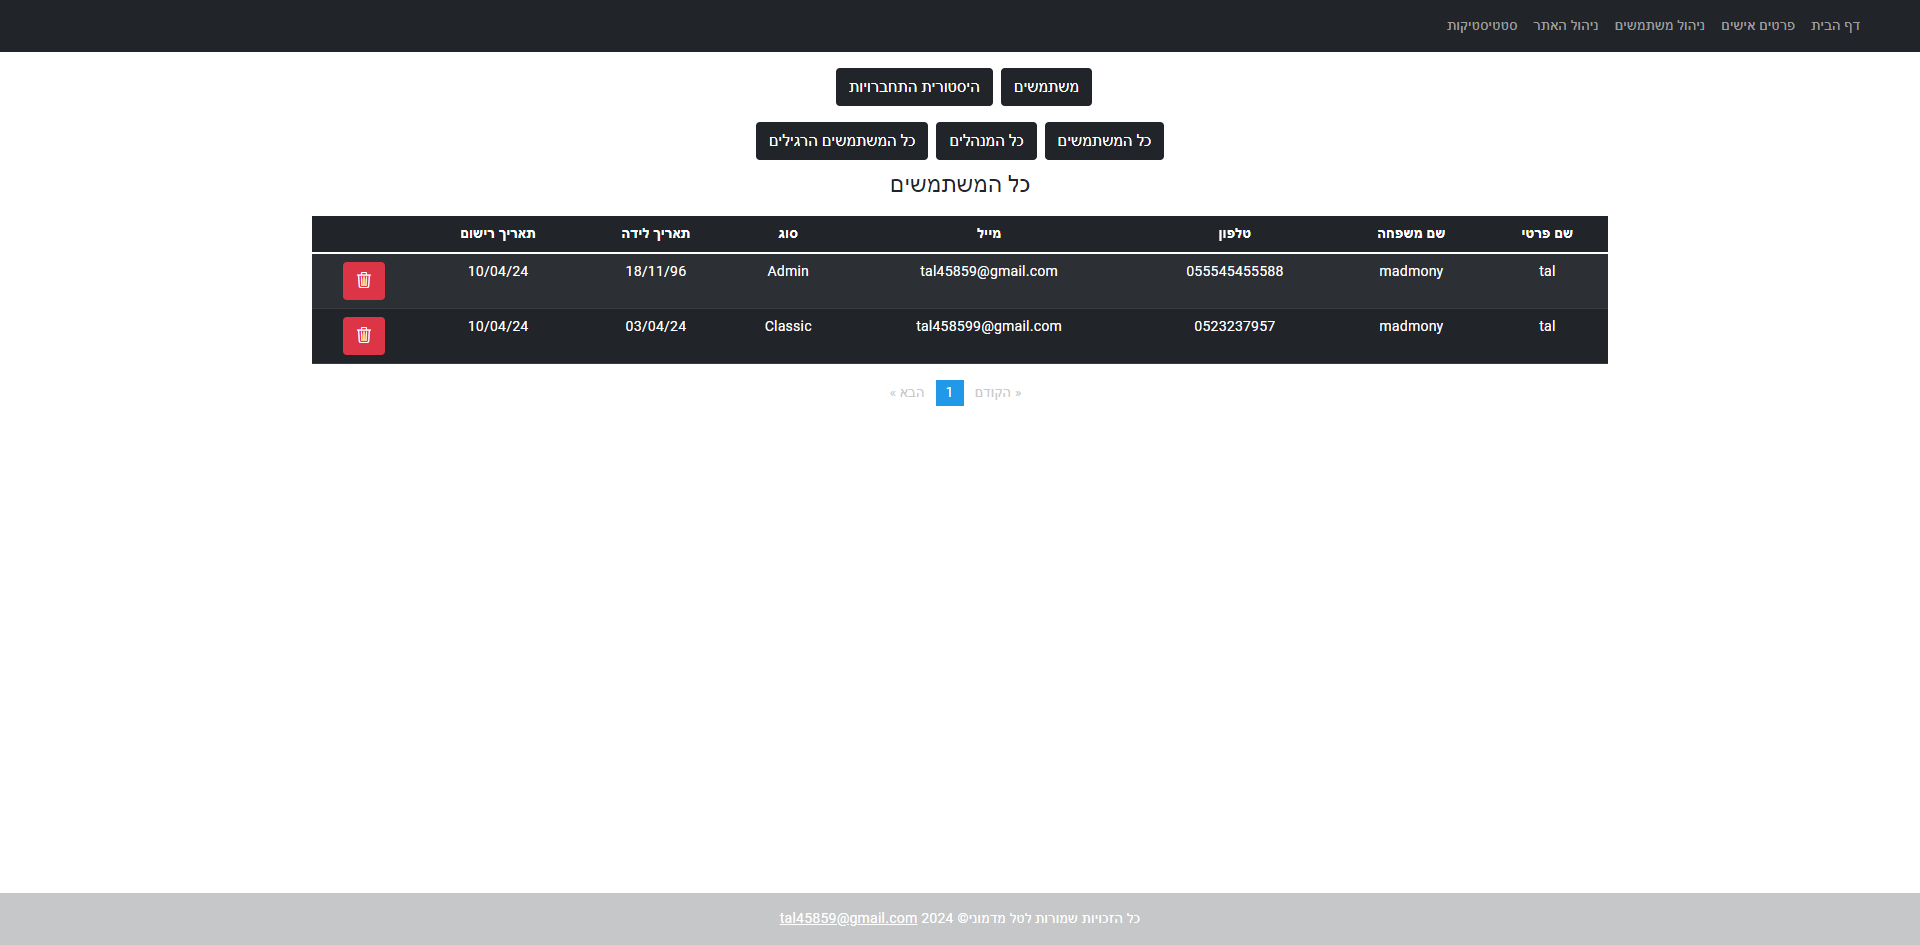 דף הבית פרטים אישים ניהול משתמשים ניהול האתר סטטיסטיקות
משתמשים היסטורית התחברויות
כל המשתמשים כל המנהלים כל המשתמשים הרגילים
כל המשתמשים
שם פרטי שם משפחה טלפון מייל סוג תאריך לידה תאריך רישום
tal madmony 055545455588 tal45859@gmail.com Admin 18/11/96 10/04/24
tal madmony 0523237957 tal458599@gmail.com Classic 03/04/24 10/04/24
« הקודם 1 הבא »
כל הזכויות שמורות לטל מדמוני© 2024 tal45859@gmail.com